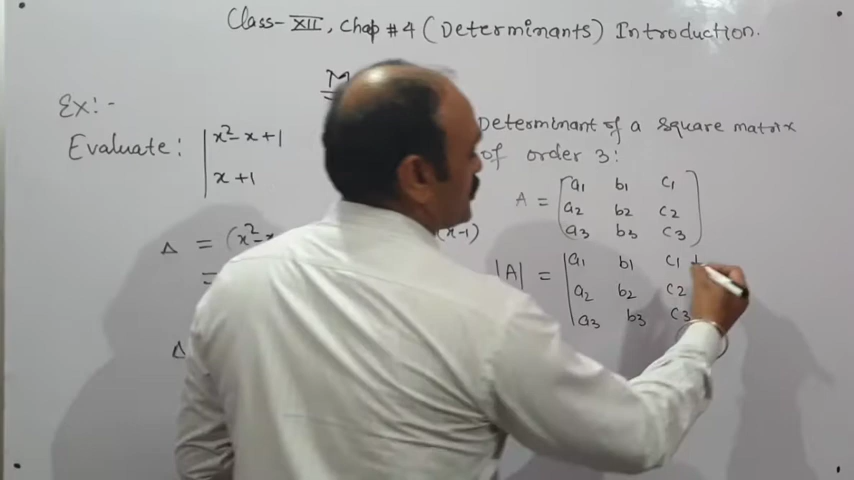 Class-XII, Chap #4 (Determinants) Introduction.
Ex:-
Evaluate: | x²- x +1
x +1
Δ = (x²-x
(x-1)
=
Δ
Determinant of a square matrix
of order 3:
A = [ a₁ b₁ c₁ ]
a₂ b₂ c₂
a₃ b₃ c₃
|A| = | a₁ b₁ c₁
a₂ b₂ c₂
a₃ b₃ c₃